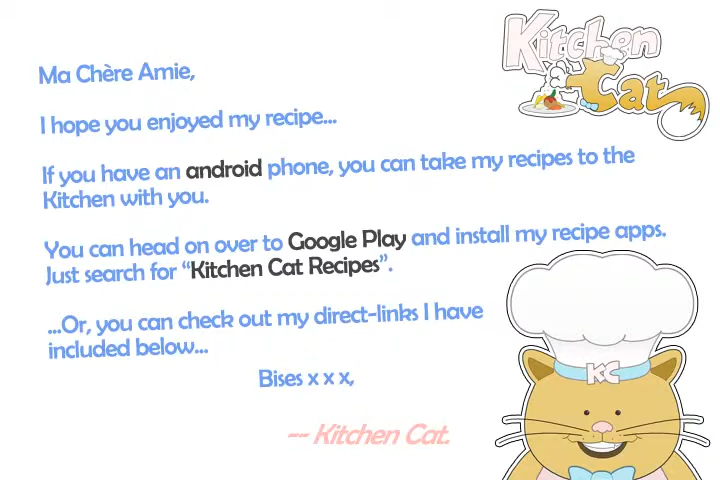 Kitchen
Cat
Ma Chère Amie,
I hope you enjoyed my recipe...
If you have an android phone, you can take my recipes to the
Kitchen with you.
You can head on over to Google Play and install my recipe apps.
Just search for “Kitchen Cat Recipes”.
...Or, you can check out my direct-links I have
included below...
Bises x x x,
-- Kitchen Cat.
KC